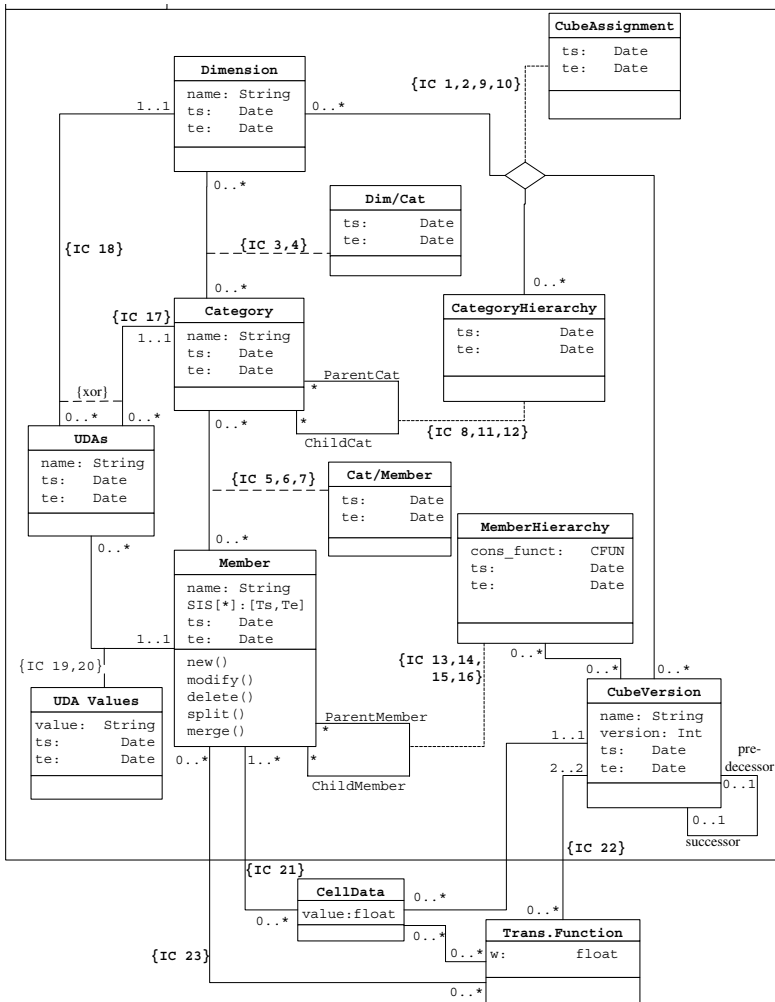 CubeAssignment
ts: Date
te: Date
{IC 1,2,9,10}
Dimension
name: String
ts: Date
te: Date
1..1
0..*
0..*
Dim/Cat
ts: Date
te: Date
{IC 3,4}
{IC 18}
0..*
0..*
{IC 17}
1..1
Category
name: String
ts: Date
te: Date
CategoryHierarchy
ts: Date
te: Date
ParentCat
*
*
ChildCat
{IC 8,11,12}
{xor}
0..*
0..*
0..*
UDAs
name: String
ts: Date
te: Date
0..*
{IC 5,6,7}
Cat/Member
ts: Date
te: Date
0..*
MemberHierarchy
cons_funct: CFUN
ts: Date
te: Date
Member
name: String
SIS[*]:[Ts,Te]
ts: Date
te: Date
new()
modify()
delete()
split()
merge()
1..1
{IC 19,20}
{IC 13,14,
15,16}
0..*
0..*
0..*
UDA Values
value: String
ts: Date
te: Date
ParentMember
*
*
ChildMember
CubeVersion
name: String
version: Int
ts: Date
te: Date
1..1
2..2
pre-
decessor
0..1
0..1
successor
0..*
1..*
{IC 22}
{IC 21}
CellData
value:float
0..*
0..*
0..*
0..*
0..*
Trans.Function
w: float
{IC 23}
0..*